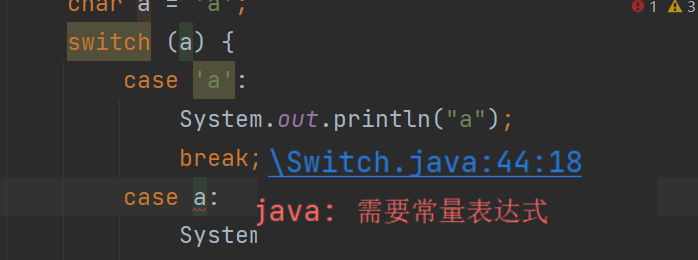 char a = 'a';
1 3
switch (a) {
case 'a':
System.out.println("a");
break;
\Switch.java:44:18
case a:
java: 需要常量表达式
System